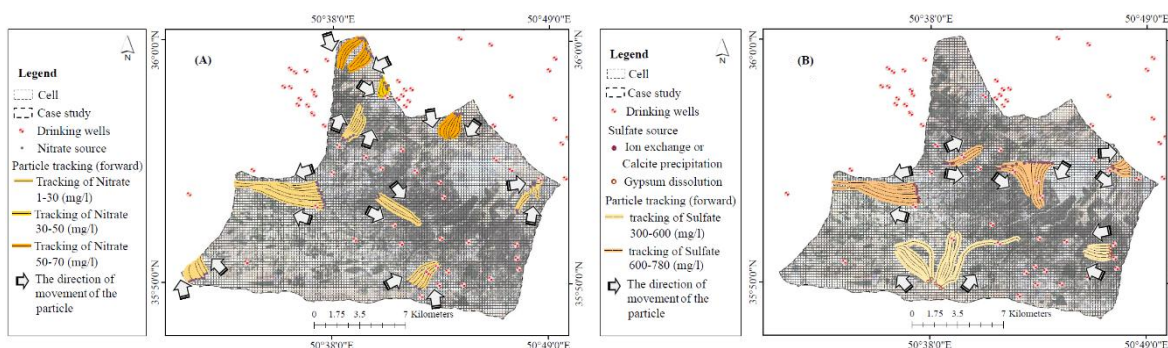 50°38'0"E
50°49'0"E
N
Legend
Cell
Case study
Drinking wells
Nitrate source
Particle tracking (forward)
Tracking of Nitrate
1-30 (mg/l)
Tracking of Nitrate
30-50 (mg/l)
Tracking of Nitrate
50-70 (mg/l)
The direction of
movement of the
particle
36°0'0"N
35°50'0"N
(A)
0 1.75 3.5 7 Kilometers
50°38'0"E
50°49'0"E
50°38'0"E
50°49'0"E
N
Legend
Cell
Case study
Drinking wells
Sulfate source
Ion exchange or
Calcite precipitation
Gypsum dissolution
Particle tracking (forward)
tracking of Sulfate
300-600 (mg/l)
tracking of Sulfate
600-780 (mg/l)
The direction of
movement of the
particle
36°0'0"N
35°50'0"N
(B)
0 1.75 3.5 7 Kilometers
50°38'0"E
50°49'0"E